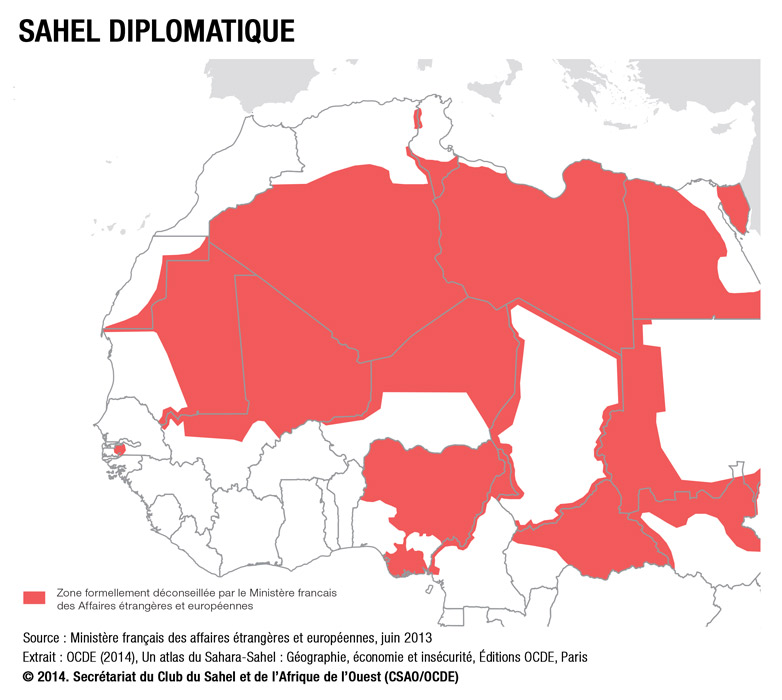 SAHEL DIPLOMATIQUE
Zone formellement déconseillée par le Ministère francais
des Affaires étrangères et européennes
Source : Ministère français des affaires étrangères et européennes, juin 2013
Extrait : OCDE (2014), Un atlas du Sahara-Sahel : Géographie, économie et insécurité, Éditions OCDE, Paris
© 2014. Secrétariat du Club du Sahel et de l’Afrique de l’Ouest (CSAO/OCDE)